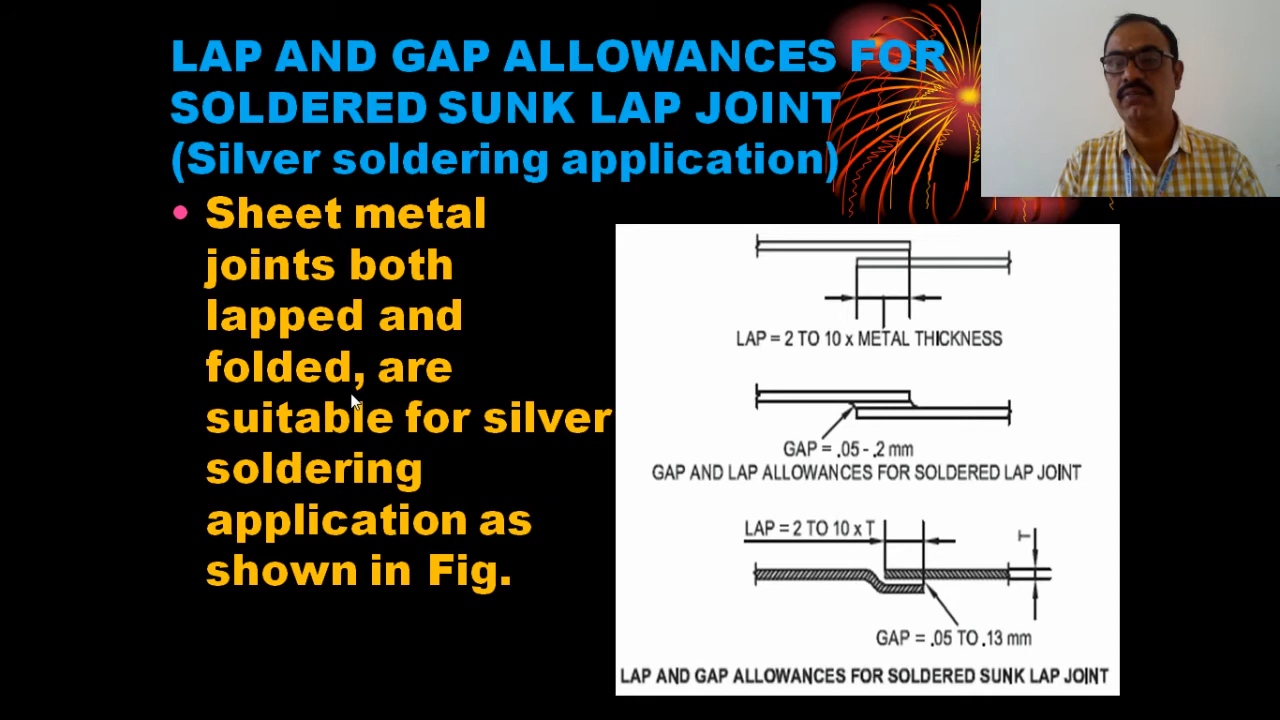 LAP AND GAP ALLOWANCES FOR
SOLDERED SUNK LAP JOINT
(Silver soldering application)
• Sheet metal
joints both
lapped and
folded, are
suitable for silver
soldering
application as
shown in Fig.
LAP = 2 TO 10 x METAL THICKNESS
GAP = .05 - .2 mm
GAP AND LAP ALLOWANCES FOR SOLDERED LAP JOINT
LAP = 2 TO 10 x T
T
GAP = .05 TO .13 mm
LAP AND GAP ALLOWANCES FOR SOLDERED SUNK LAP JOINT